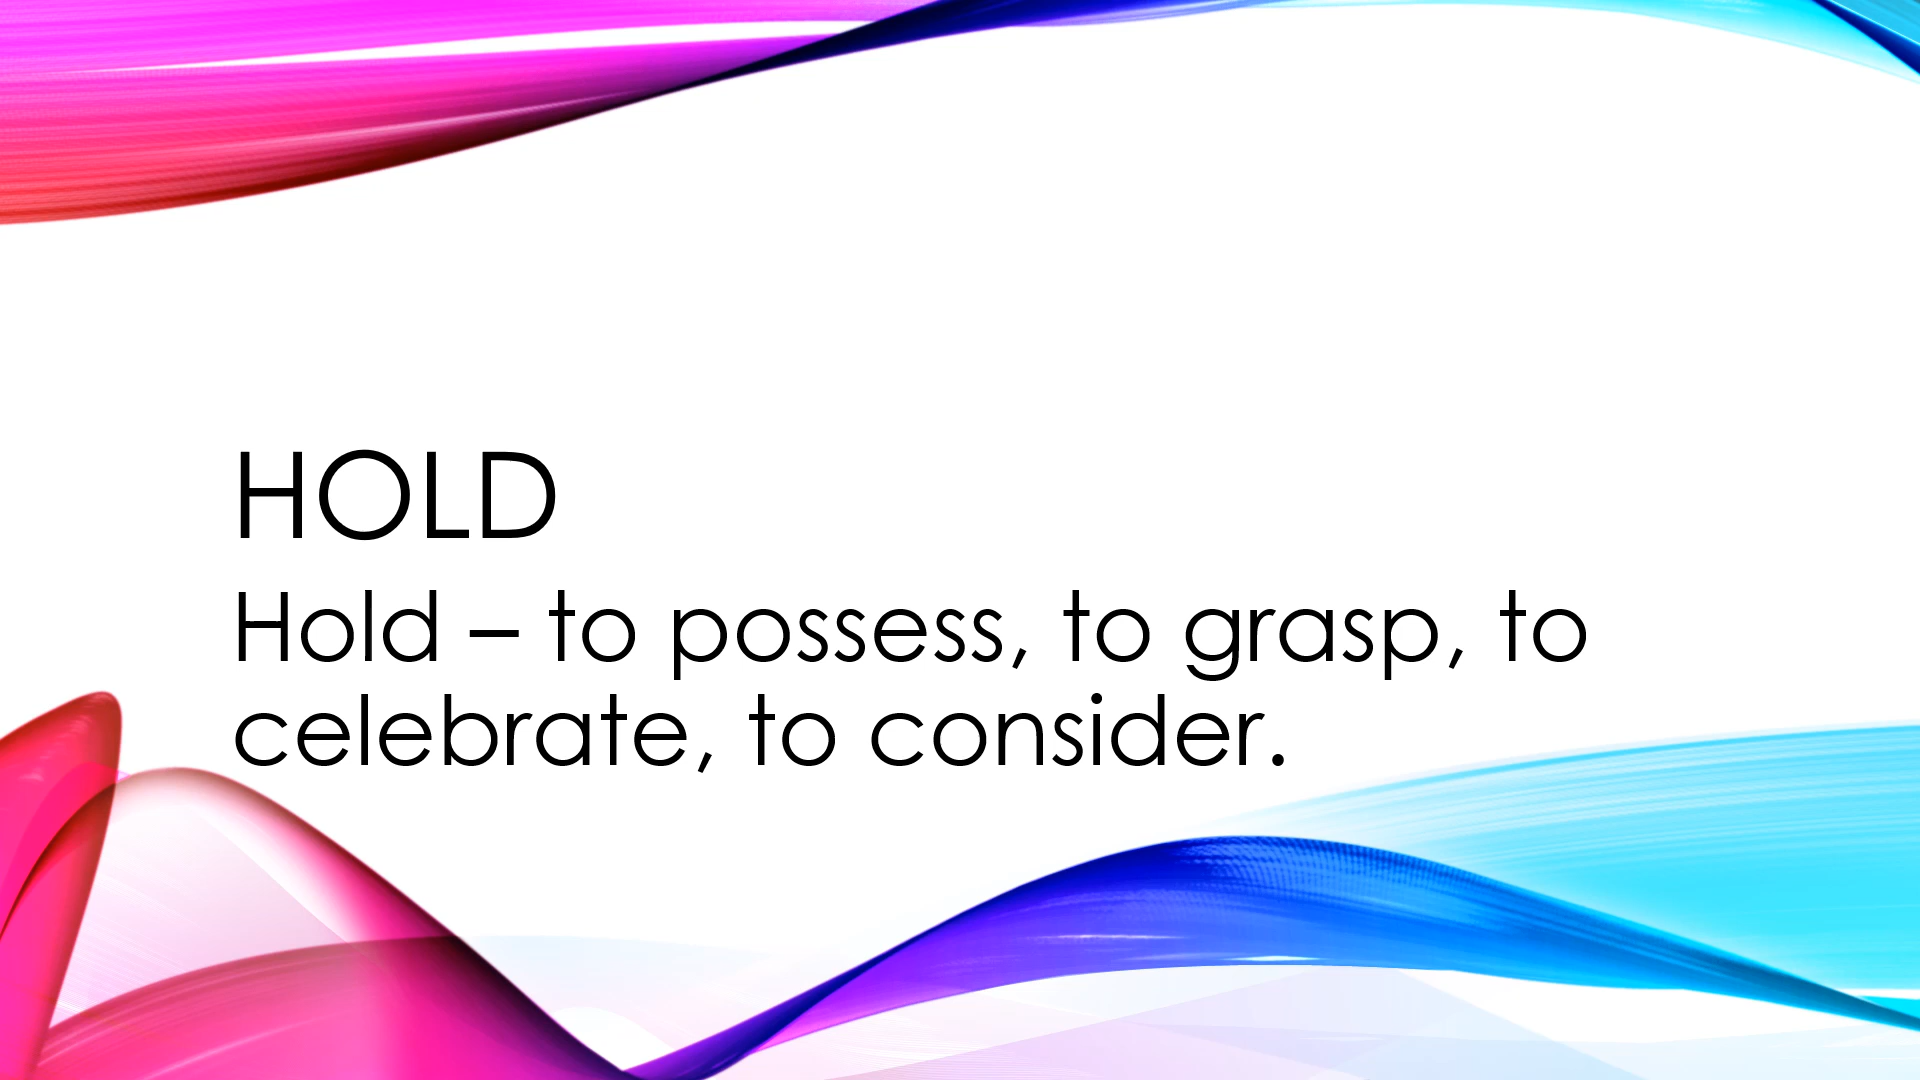 HOLD
Hold – to possess, to grasp, to
celebrate, to consider.